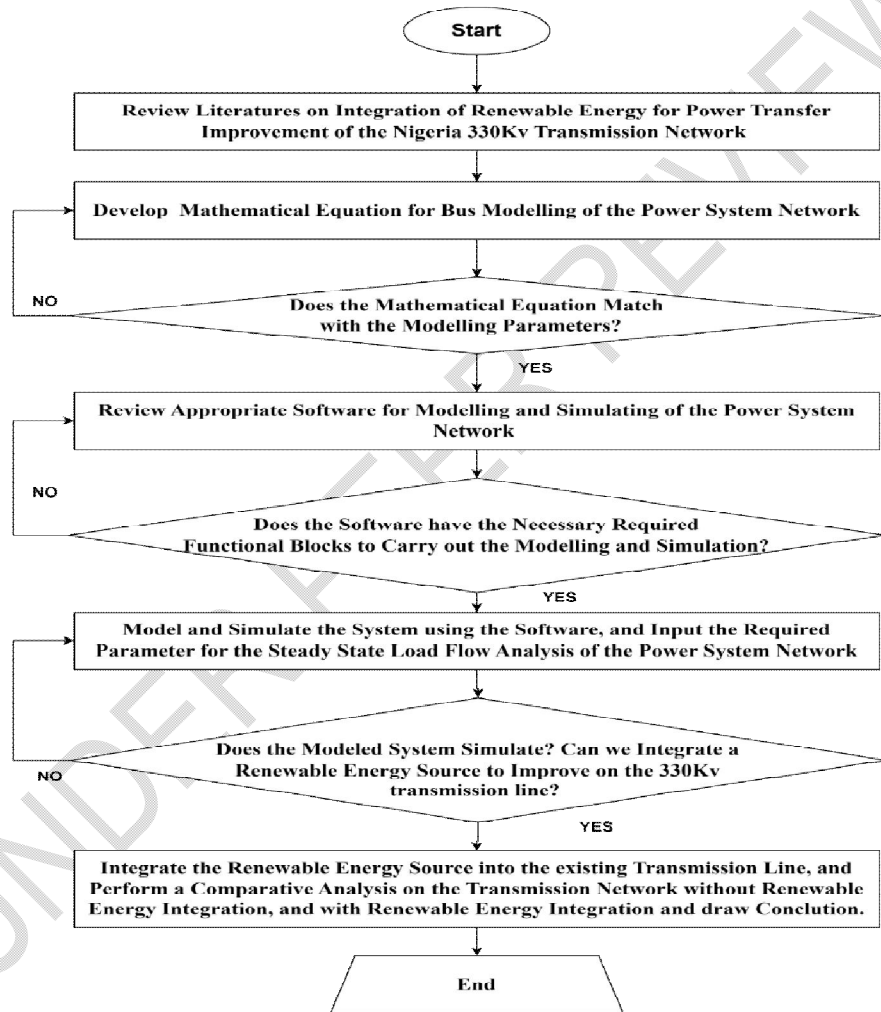 Start
Review Literatures on Integration of Renewable Energy for Power Transfer
Improvement of the Nigeria 330Kv Transmission Network
Develop Mathematical Equation for Bus Modelling of the Power System Network
NO
Does the Mathematical Equation Match
with the Modelling Parameters?
YES
Review Appropriate Software for Modelling and Simulating of the Power System
Network
NO
Does the Software have the Necessary Required
Functional Blocks to Carry out the Modelling and Simulation?
YES
Model and Simulate the System using the Software, and Input the Required
Parameter for the Steady State Load Flow Analysis of the Power System Network
Does the Modeled System Simulate? Can we Integrate a
Renewable Energy Source to Improve on the 330Kv
transmission line?
NO
YES
Integrate the Renewable Energy Source into the existing Transmission Line, and
Perform a Comparative Analysis on the Transmission Network without Renewable
Energy Integration, and with Renewable Energy Integration and draw Conclution.
End
UNDER PEER REVIEW